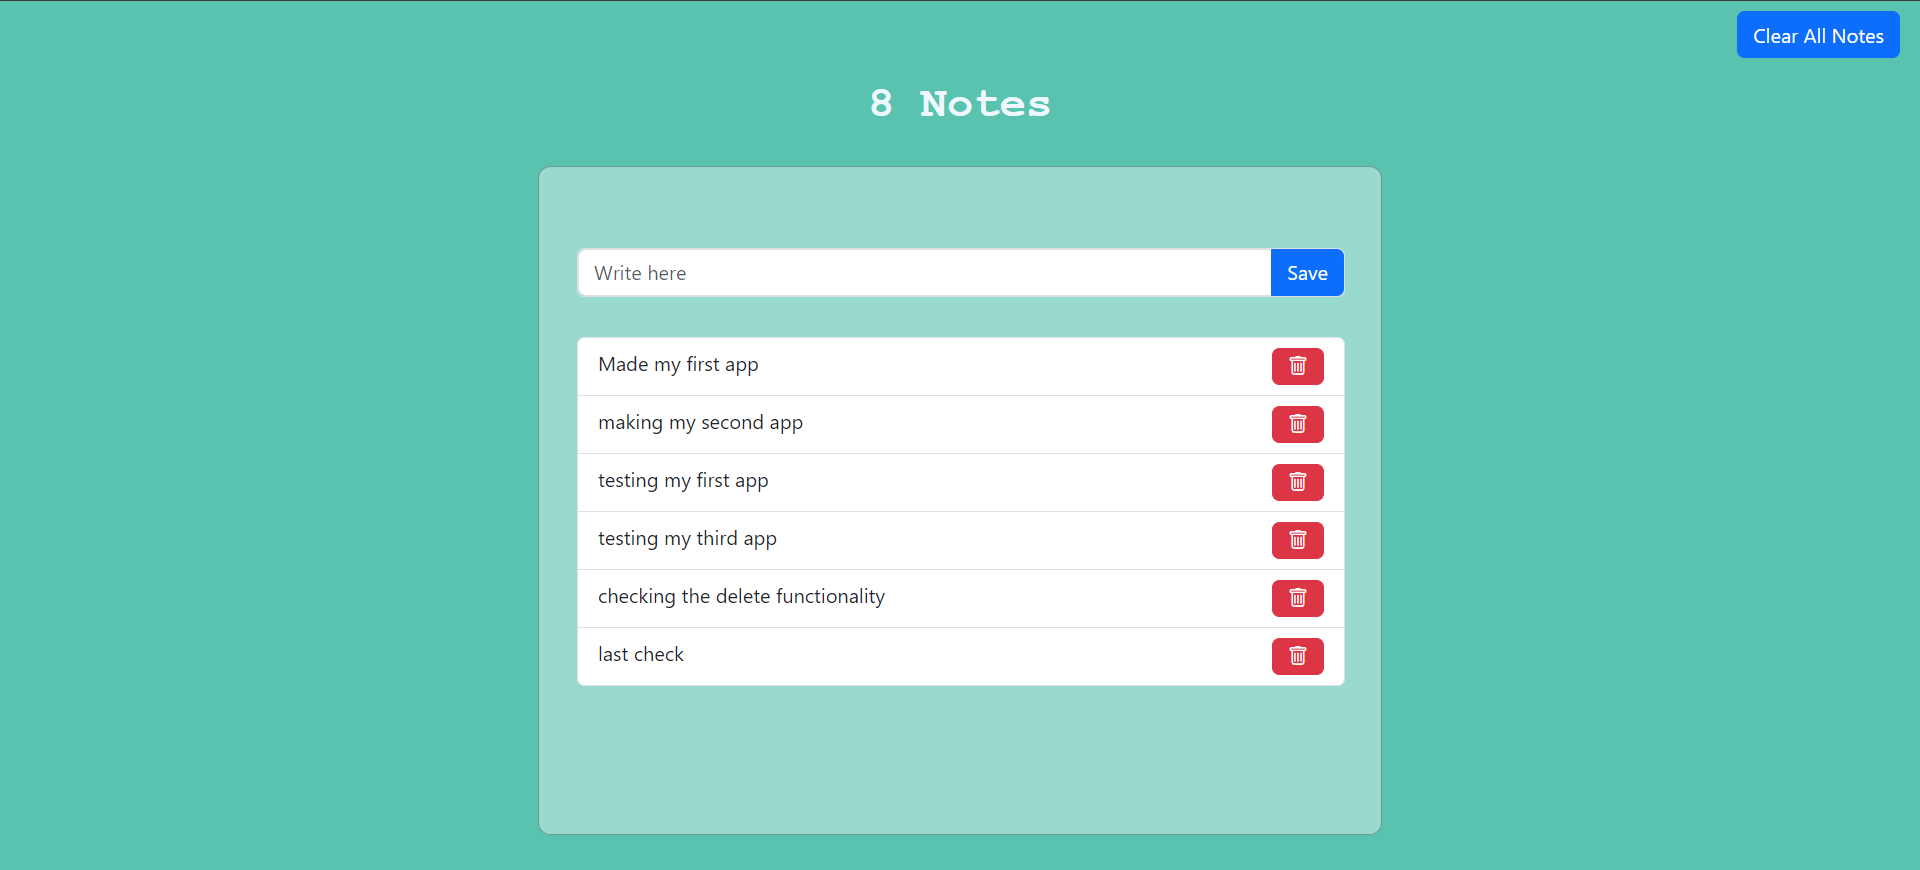 Clear All Notes
8 Notes
Write here
Save
Made my first app
making my second app
testing my first app
testing my third app
checking the delete functionality
last check